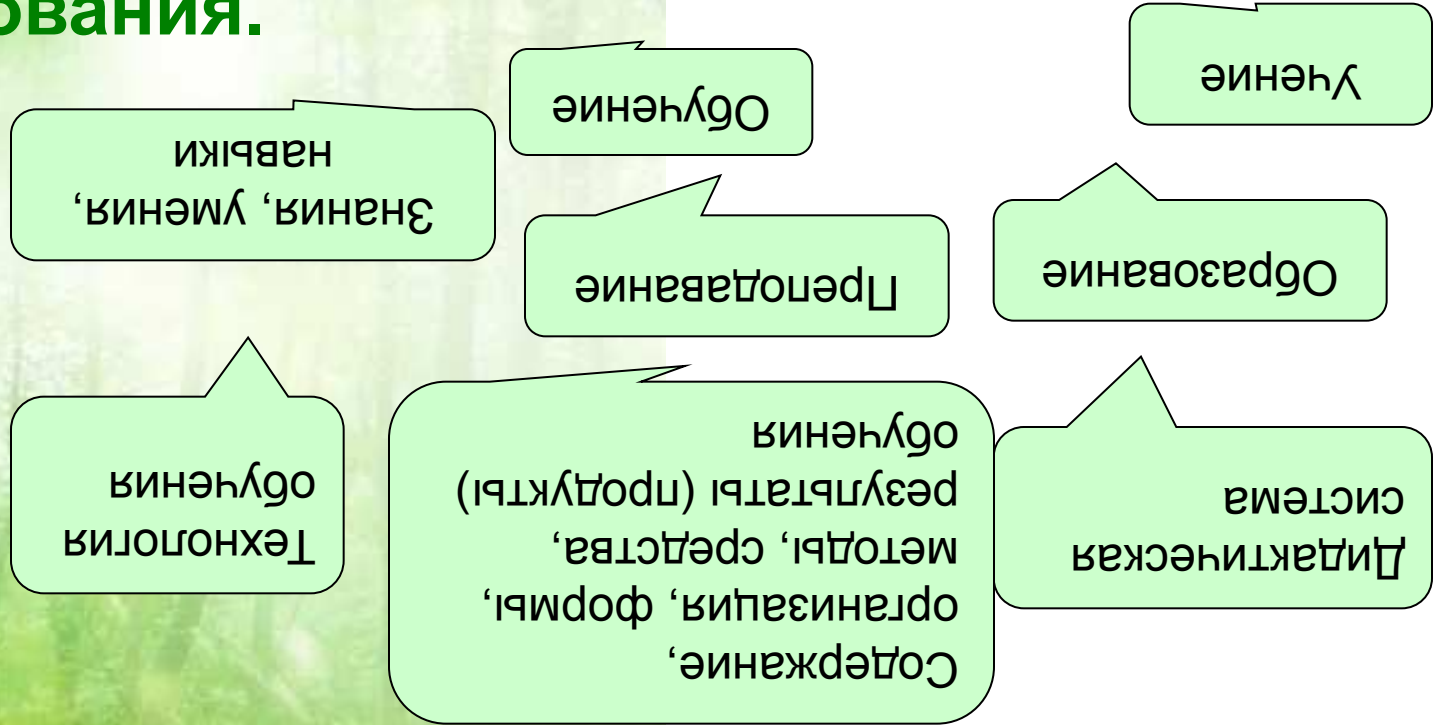 ования.
Учение
Обучение
Знания, умения,
навыки
Образование
Преподавание
Дидактическая
система
Содержание,
организация, формы,
методы, средства,
результаты (продукты)
обучения
Технология
обучения